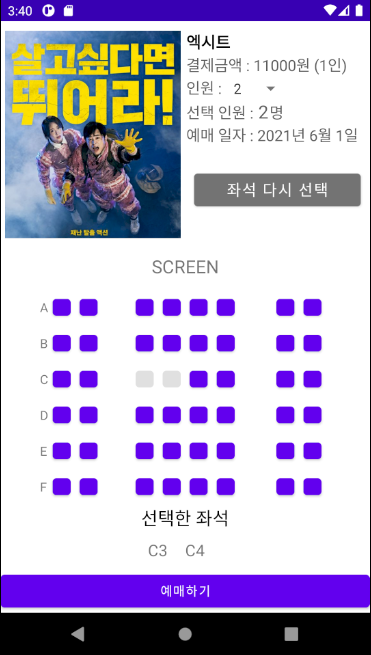 3:40
살고싶다면
뛰어라!
재난 탈출 액션
엑시트
결제금액 : 11000원 (1인)
인원 : 2
선택 인원 : 2명
예매 일자 : 2021년 6월 1일
좌석 다시 선택
SCREEN
A
B
C
D
E
F
선택한 좌석
C3 C4
예매하기